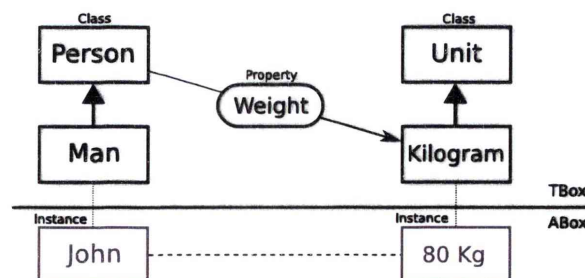 Class
Person
Class
Unit
Property
Weight
Man
Kilogram
TBox
Instance
Instance
ABox
John
80 Kg